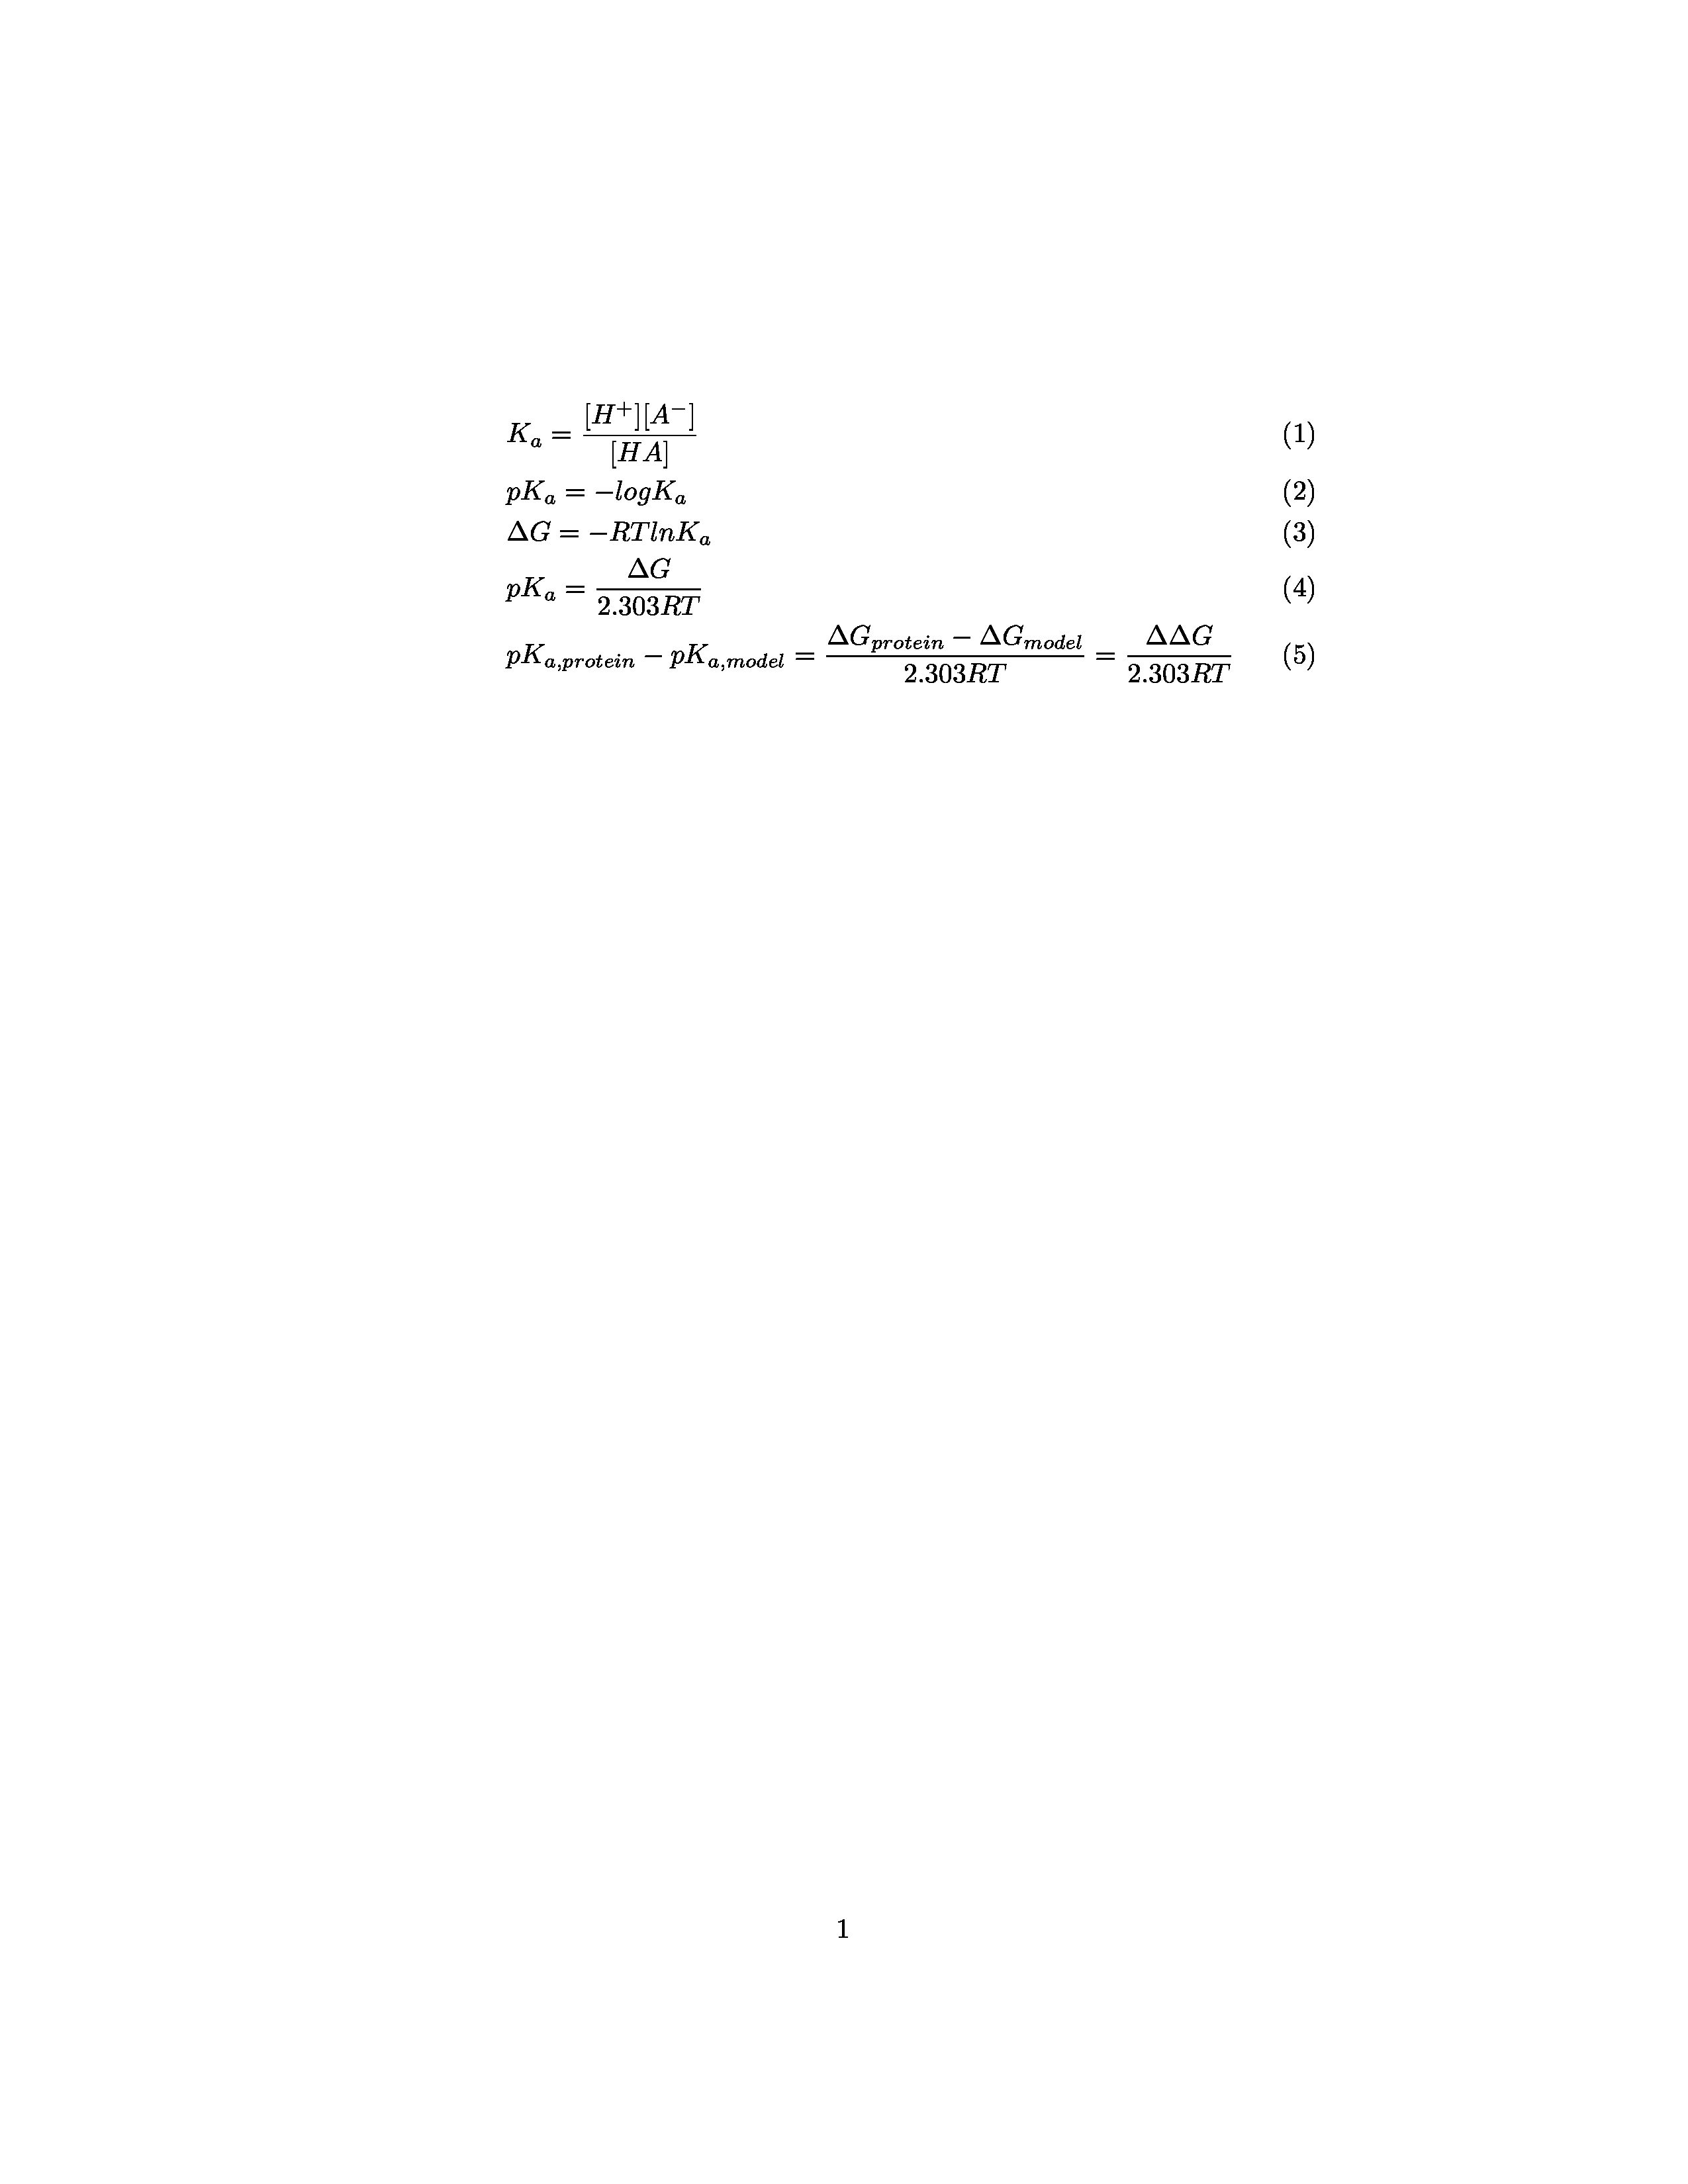 $K_a = \frac{[H^+][A^-]}{[HA]}$ (1)
$pK_a = -logK_a$ (2)
$\Delta G = -RTlnK_a$ (3)
$pK_a = \frac{\Delta G}{2.303RT}$ (4)
$pK_{a,protein} - pK_{a,model} = \frac{\Delta G_{protein} - \Delta G_{model}}{2.303RT} = \frac{\Delta\Delta G}{2.303RT}$ (5)
1